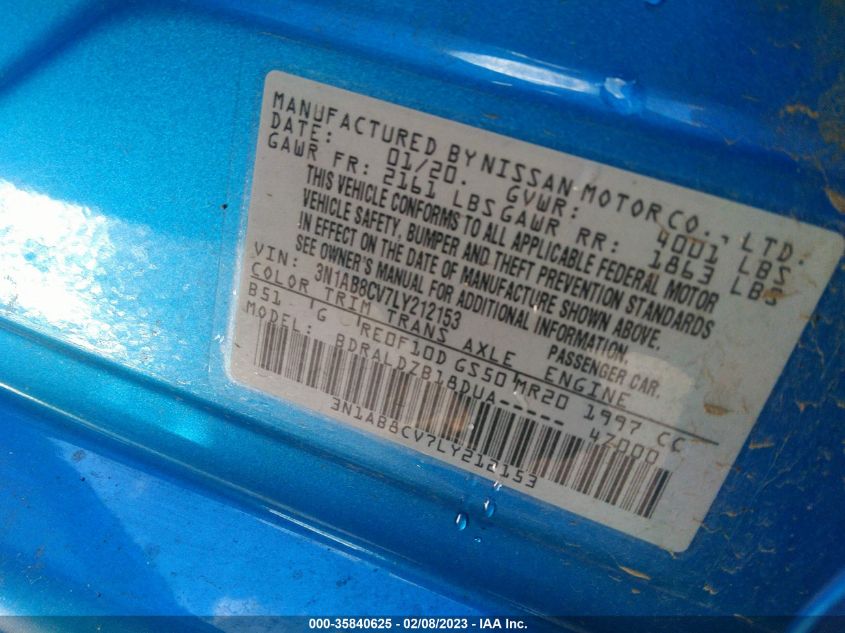 MANUFACTURED BY NISSAN MOTOR CO., LTD.
DATE: 01/20. GVWR: 4001 LBS
GAWR FR: 2161 LBS GAWR RR: 1863 LBS
THIS VEHICLE CONFORMS TO ALL APPLICABLE FEDERAL MOTOR
VEHICLE SAFETY, BUMPER AND THEFT PREVENTION STANDARDS
IN EFFECT ON THE DATE OF MANUFACTURE SHOWN ABOVE.
SEE OWNER'S MANUAL FOR ADDITIONAL INFORMATION.
VIN: 3N1AB8CV7LY212153 PASSENGER CAR.
COLOR TRIM TRANS AXLE ENGINE
B51 'G 'RE0F10D GS50'MR20 1997 CC
MODEL: BDRALDZB18DUA----- 4Z000
3N1AB8CV7LY212153
000-35840625 - 02/08/2023 - IAA Inc.